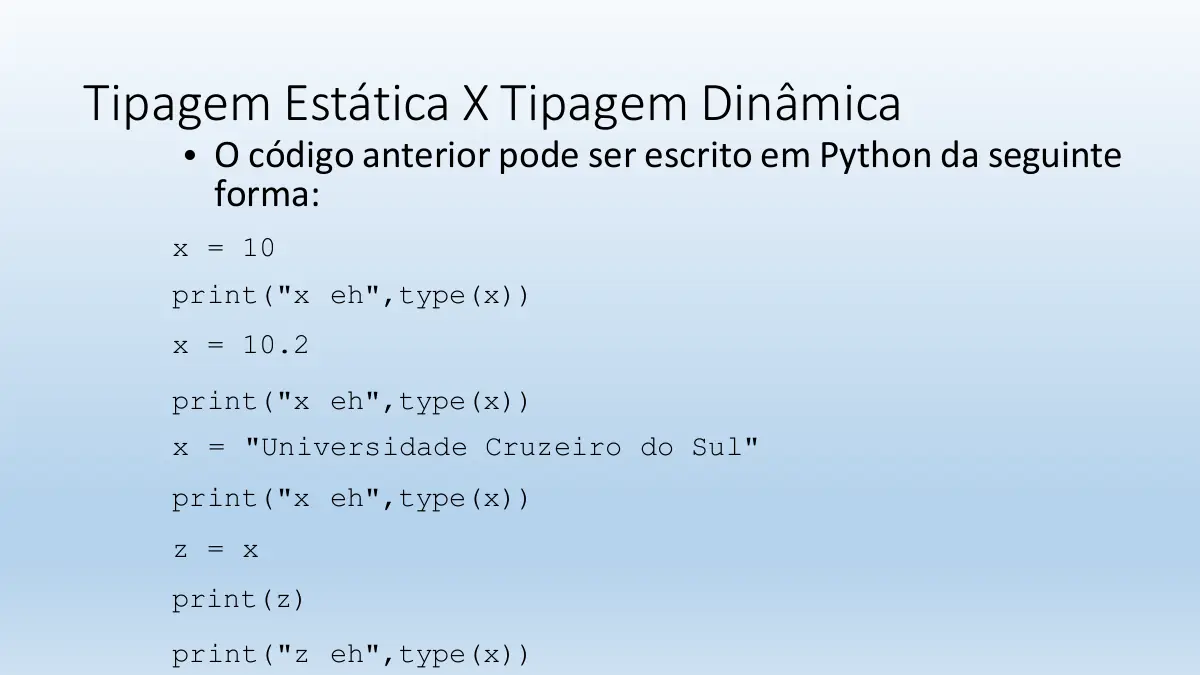 Tipagem Estática X Tipagem Dinâmica
• O código anterior pode ser escrito em Python da seguinte
forma:
x = 10
print("x eh",type(x))
x = 10.2
print("x eh",type(x))
x = "Universidade Cruzeiro do Sul"
print("x eh",type(x))
z = x
print(z)
print("z eh",type(x))